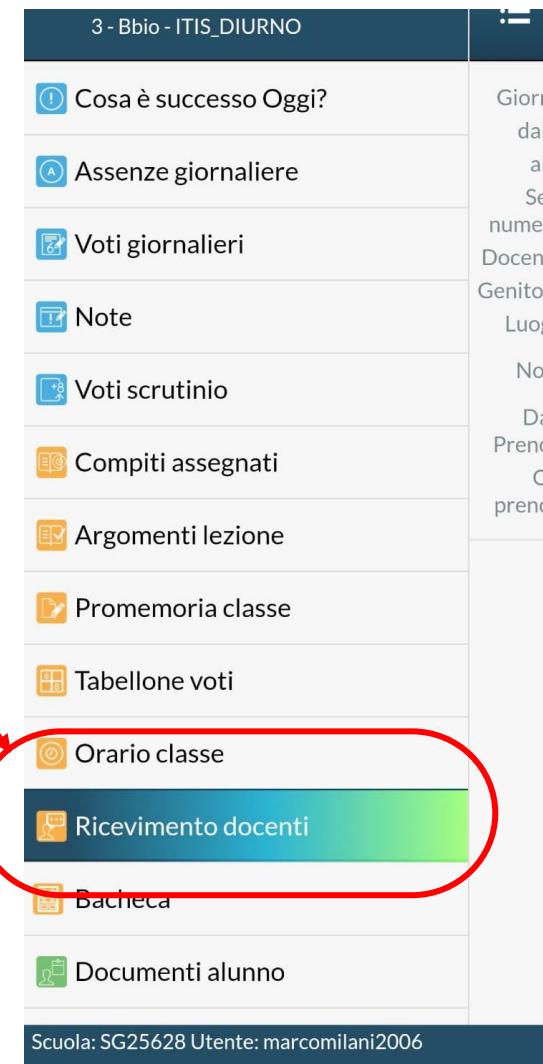 3 - Bbio - ITIS_DIURNO
Cosa è successo Oggi?
Assenze giornaliere
Voti giornalieri
Note
Voti scrutinio
Compiti assegnati
Argomenti lezione
Promemoria classe
Tabellone voti
Orario classe
Ricevimento docenti
Bacheca
Documenti alunno
Scuola: SG25628 Utente: marcomilani2006